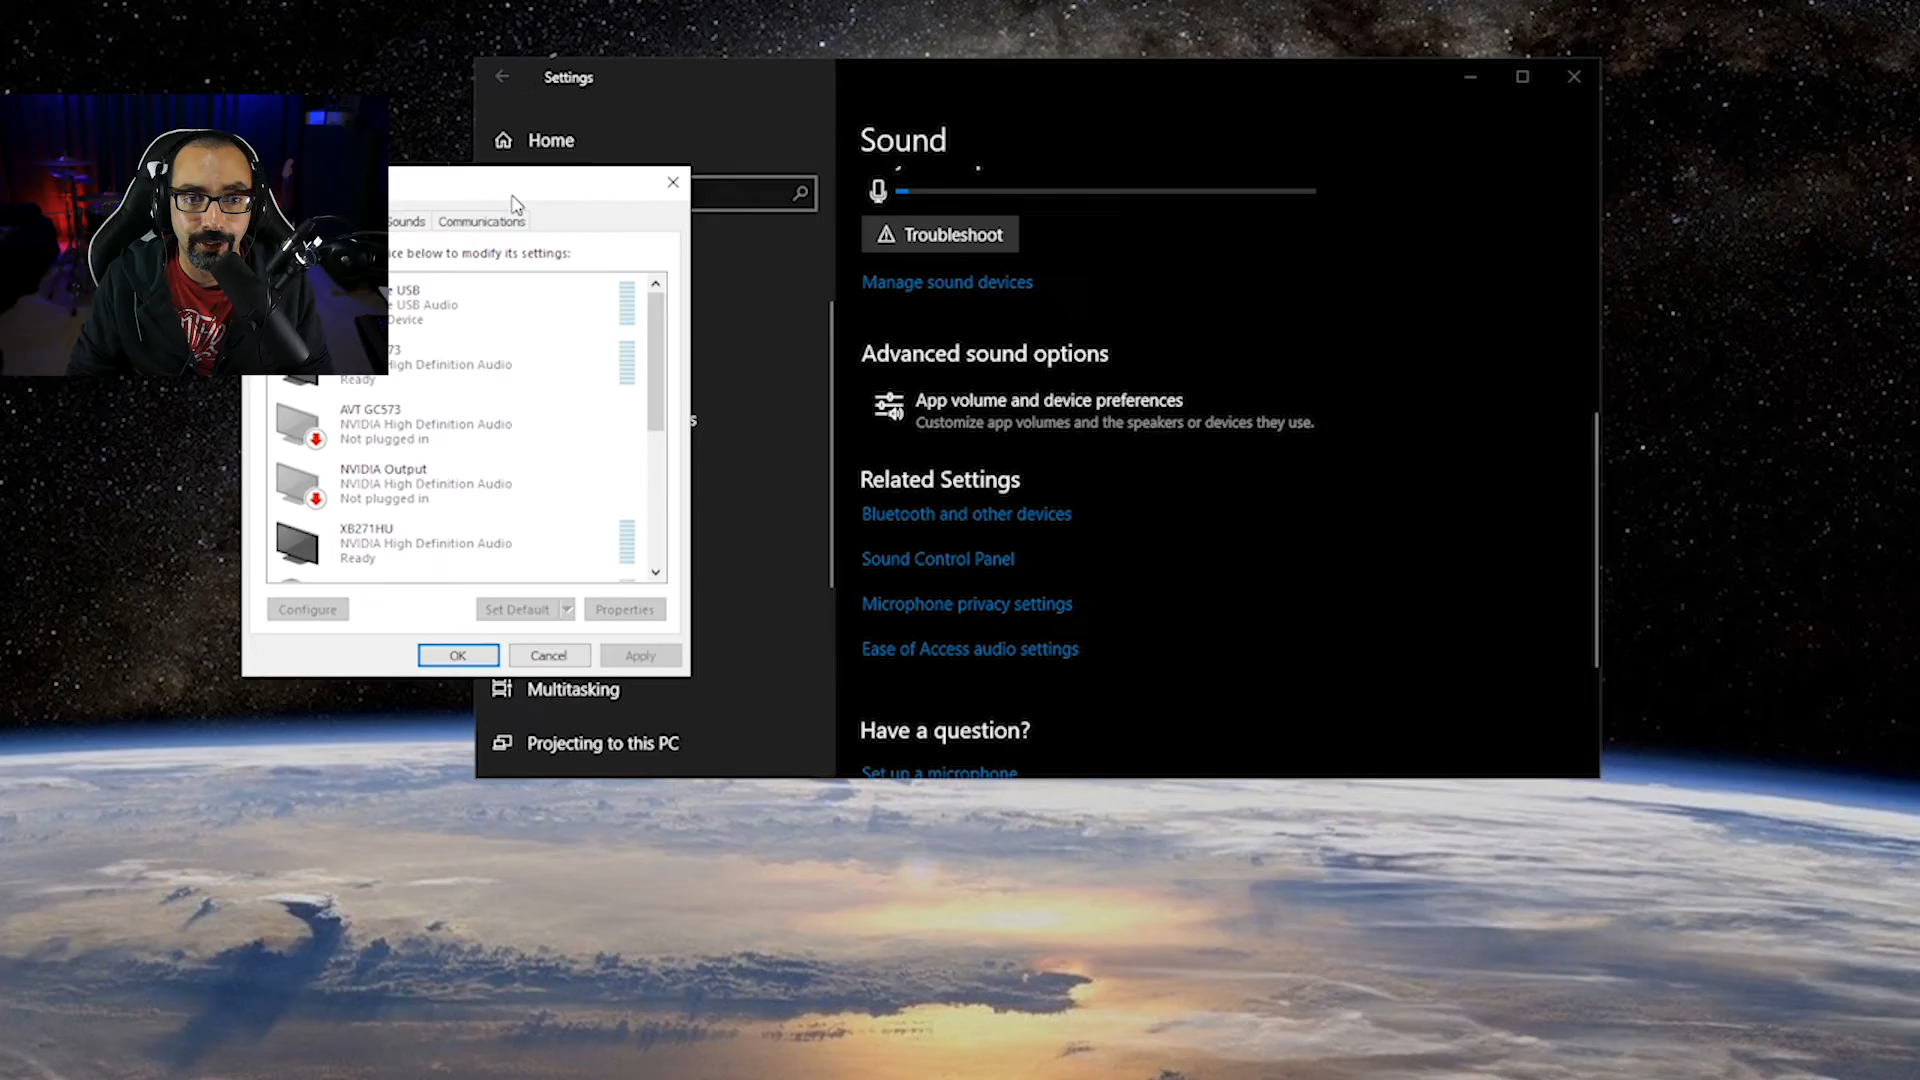 Settings
Home
Sound
Troubleshoot
Manage sound devices
Advanced sound options
App volume and device preferences
Customize app volumes and the speakers or devices they use.
Related Settings
Bluetooth and other devices
Sound Control Panel
Microphone privacy settings
Ease of Access audio settings
Have a question?
Set up a microphone
Sounds
Communications
below to modify its settings:
USB
USB Audio
Device
73
High Definition Audio
Ready
AVT GC573
NVIDIA High Definition Audio
Not plugged in
NVIDIA Output
NVIDIA High Definition Audio
Not plugged in
XB271HU
NVIDIA High Definition Audio
Ready
Configure
Set Default
Properties
OK
Cancel
Apply
Multitasking
Projecting to this PC